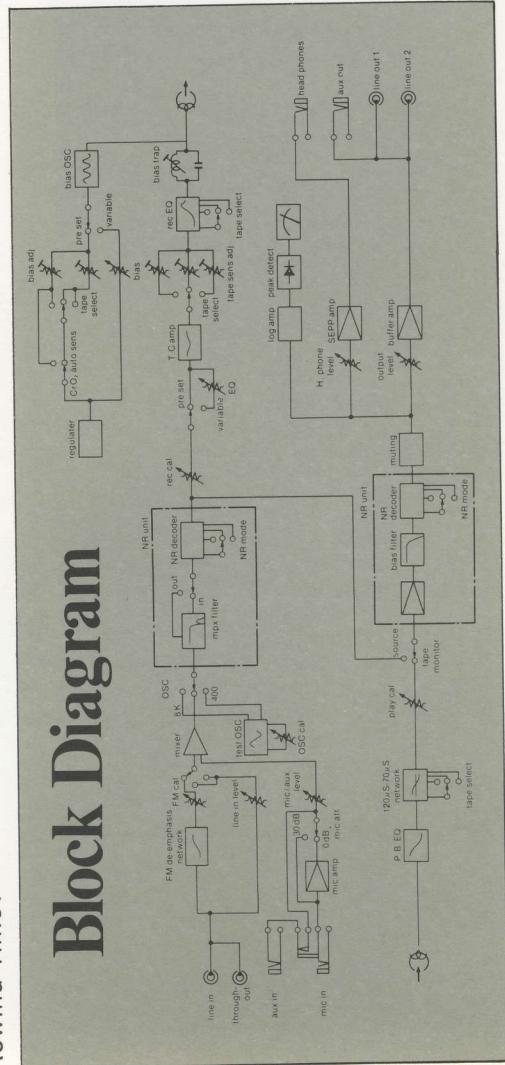 Block Diagram
line in
through-
out
aux in
mic in
FM de-emphasis
network
FM cal
line in level
mic amp
30dB
0dB
mic att
mic/aux
level
mixer
OSC
8K
400
test OSC
OSC cal
NR unit
mpx filter
out
in
NR decoder
NR mode
rec cal
pre set
variable
EQ
T.C amp
tape
select
bias
tape sens adj
rec EQ
tape select
bias trap
regulater
CrO₂ auto sens
tape
select
bias adj
pre set
variable
bias OSC
P.B. EQ
120μS-70μS
network
tape select
play cal
source
tape
monitor
NR unit
bias filter
NR
decoder
NR mode
muting
log amp
peak detect
H. phone
level
SEPP amp
output
level
buffer amp
head phones
aux out
line out 1
line out 2